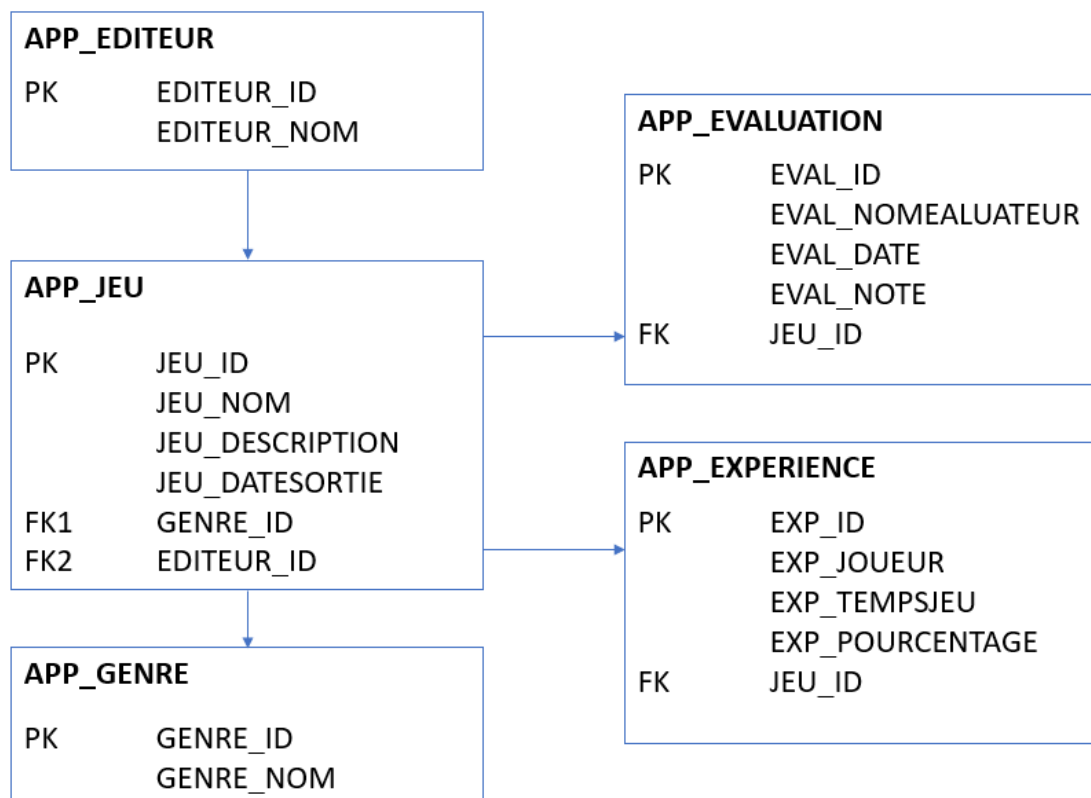 APP_EDITEUR
PK EDITEUR_ID
EDITEUR_NOM
APP_JEU
PK JEU_ID
JEU_NOM
JEU_DESCRIPTION
JEU_DATESORTIE
FK1 GENRE_ID
FK2 EDITEUR_ID
APP_GENRE
PK GENRE_ID
GENRE_NOM
APP_EVALUATION
PK EVAL_ID
EVAL_NOMEALUATEUR
EVAL_DATE
EVAL_NOTE
FK JEU_ID
APP_EXPERIENCE
PK EXP_ID
EXP_JOUEUR
EXP_TEMPSJEU
EXP_POURCENTAGE
FK JEU_ID